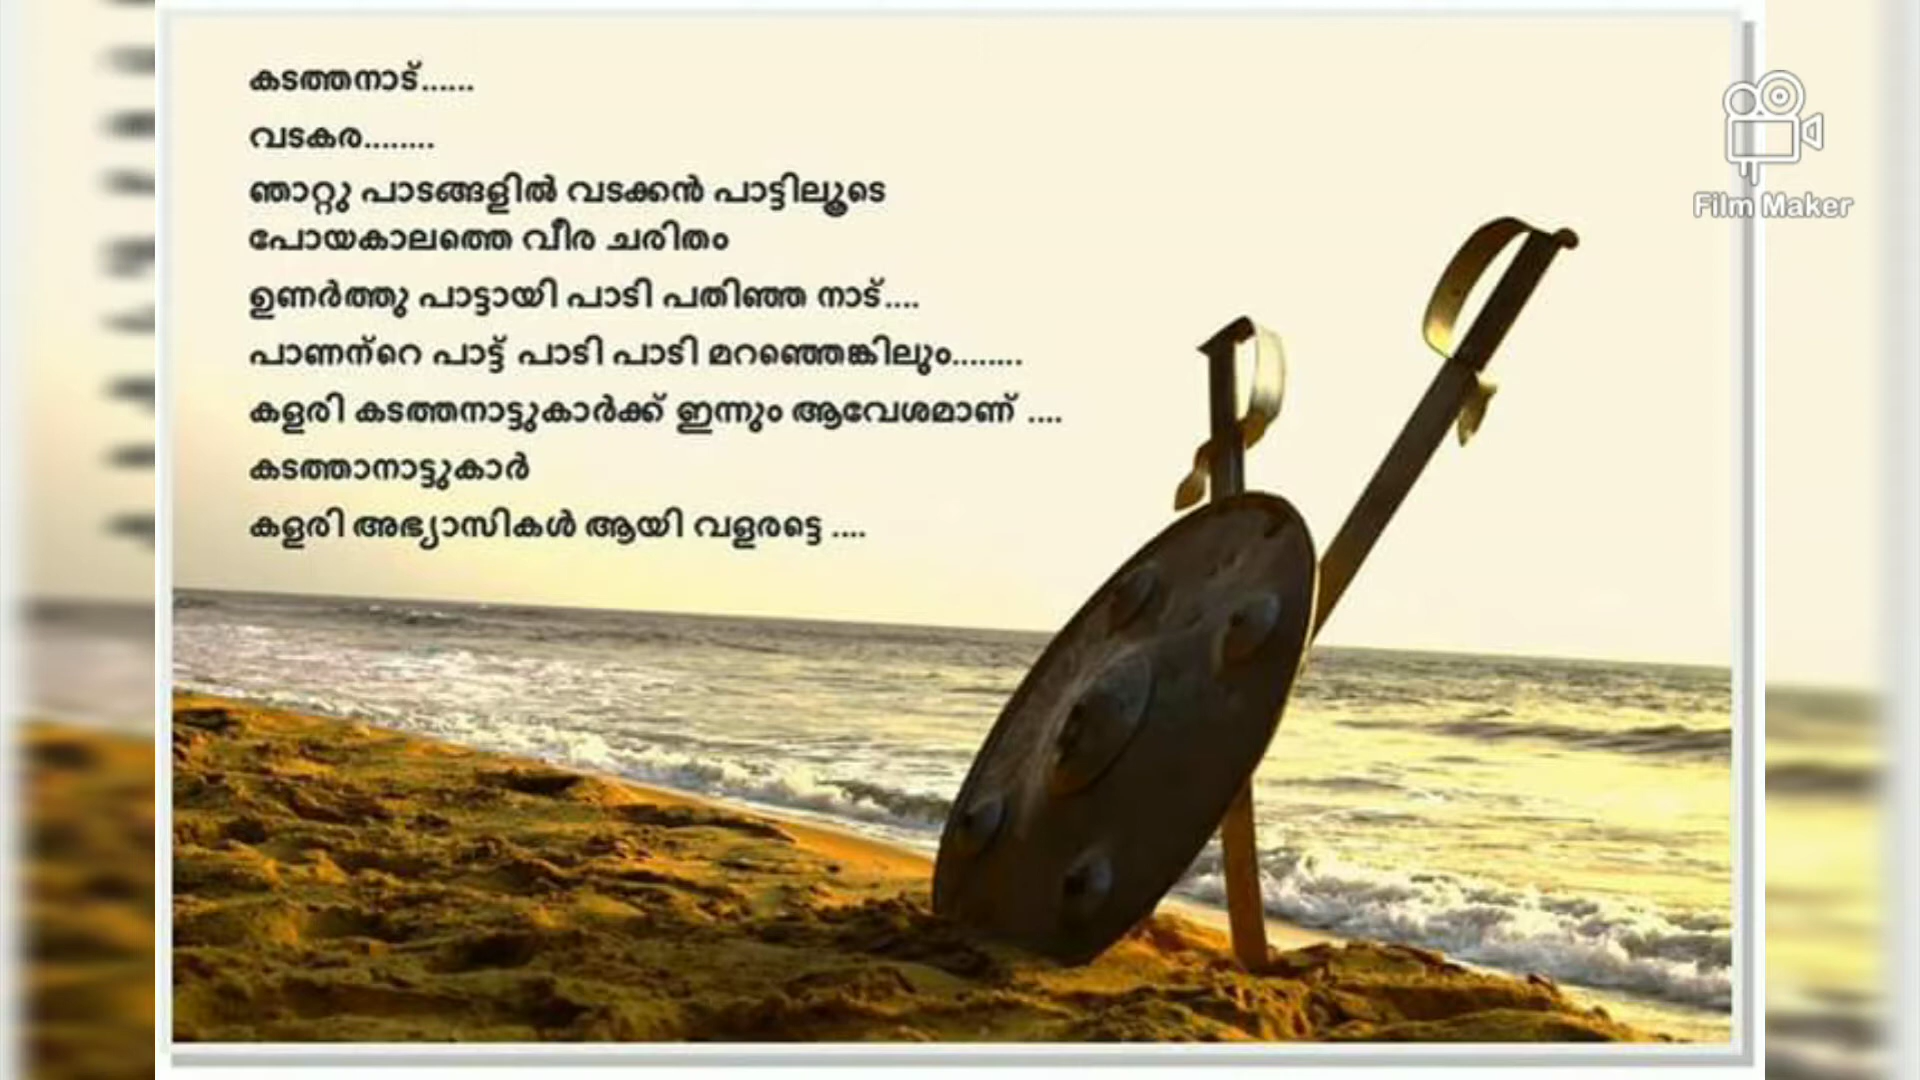 കടത്തനാട്......
വടകര........
ഞാറ്റു പാടങ്ങളിൽ വടക്കൻ പാട്ടിലൂടെ
പോയകാലത്തെ വീര ചരിതം
ഉണർത്തു പാട്ടായി പാടി പതിഞ്ഞ നാട്....
പാണന്റെ പാട്ട് പാടി പാടി മറഞ്ഞെങ്കിലും........
കളരി കടത്തനാട്ടുകാർക്ക് ഇന്നും ആവേശമാണ് ....
കടത്താനാട്ടുകാർ
കളരി അഭ്യാസികൾ ആയി വളരട്ടെ ....
Film Maker